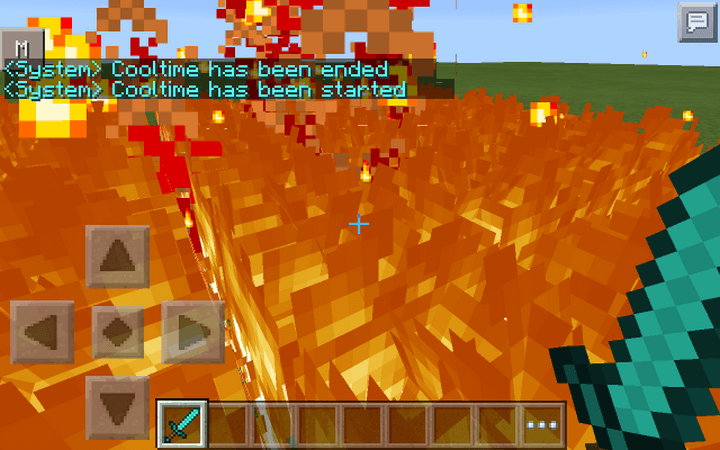 M
<System> Cooltime has been ended
<System> Cooltime has been started